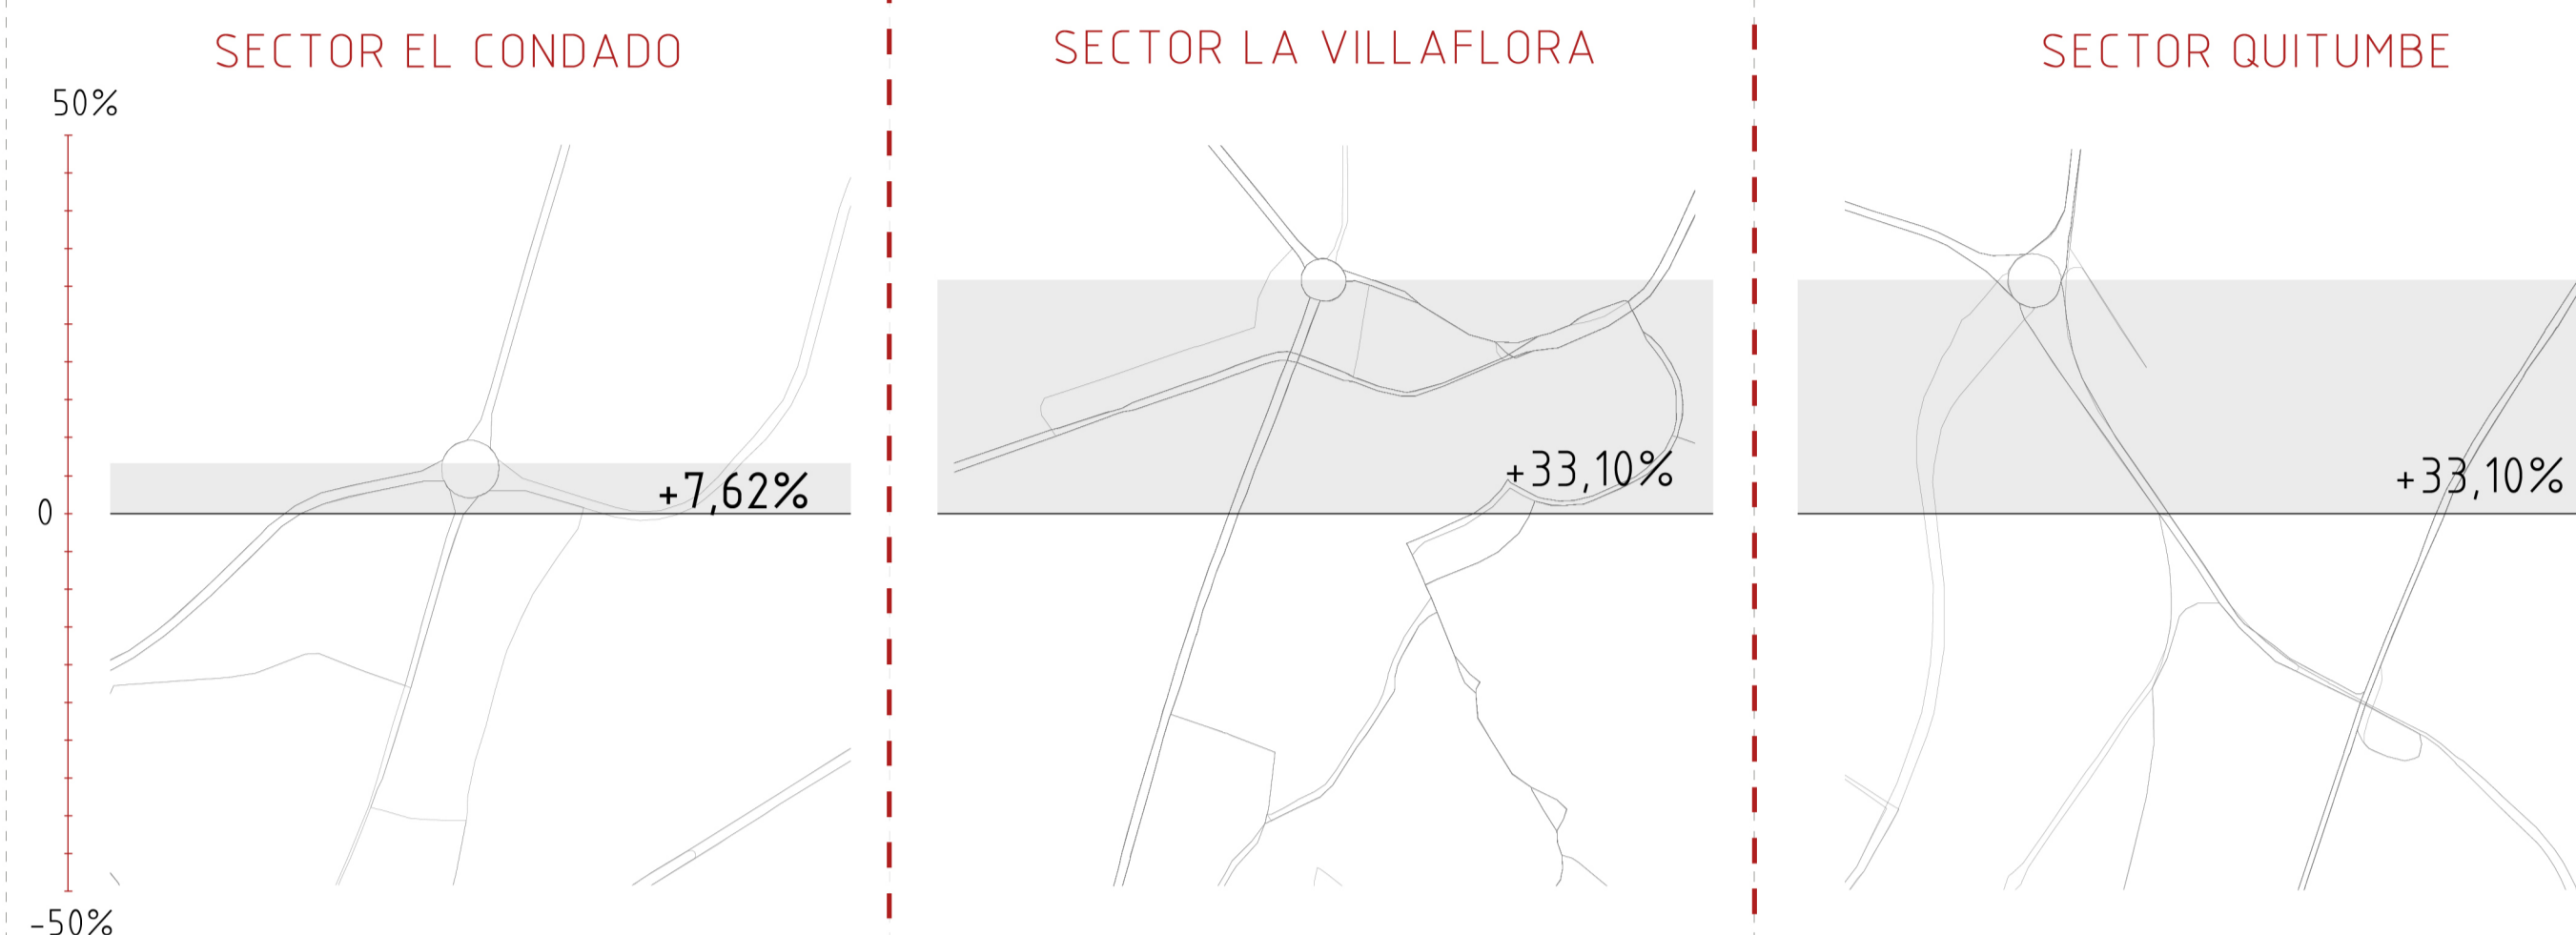 SECTOR EL CONDADO
SECTOR LA VILLAFLORA
SECTOR QUITUMBE
50%
0
-50%
+7,62%
+33,10%
+33,10%